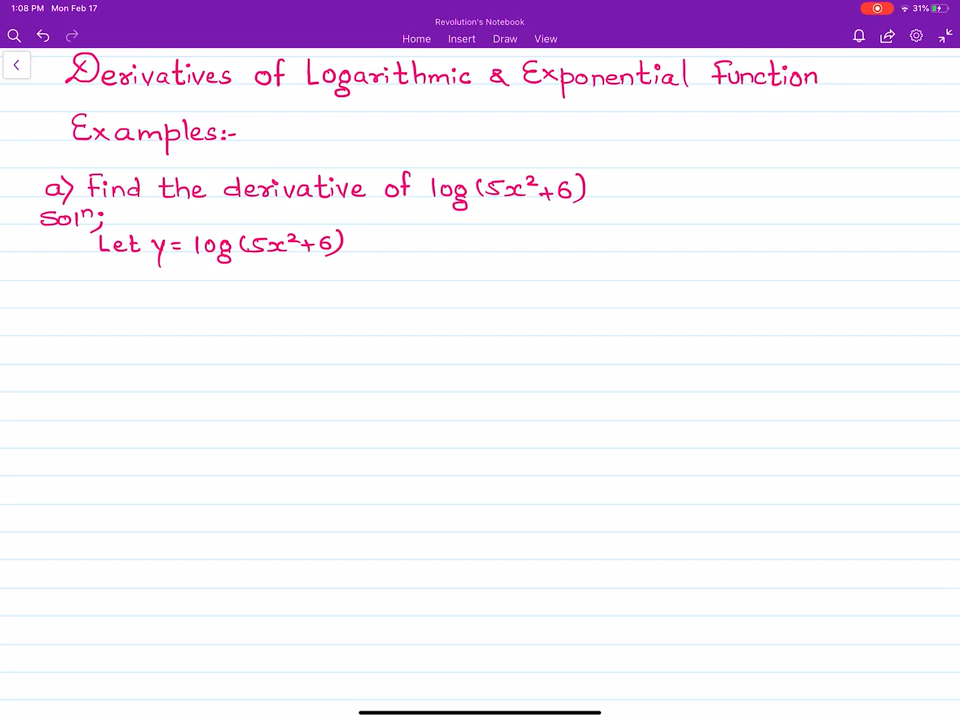 1:08 PM Mon Feb 17
31%
Revolution's Notebook
Home Insert Draw View
Derivatives of Logarithmic & Exponential Function
Examples:-
a) Find the derivative of log(5x²+6)
Solⁿ;
Let y = log(5x²+6)